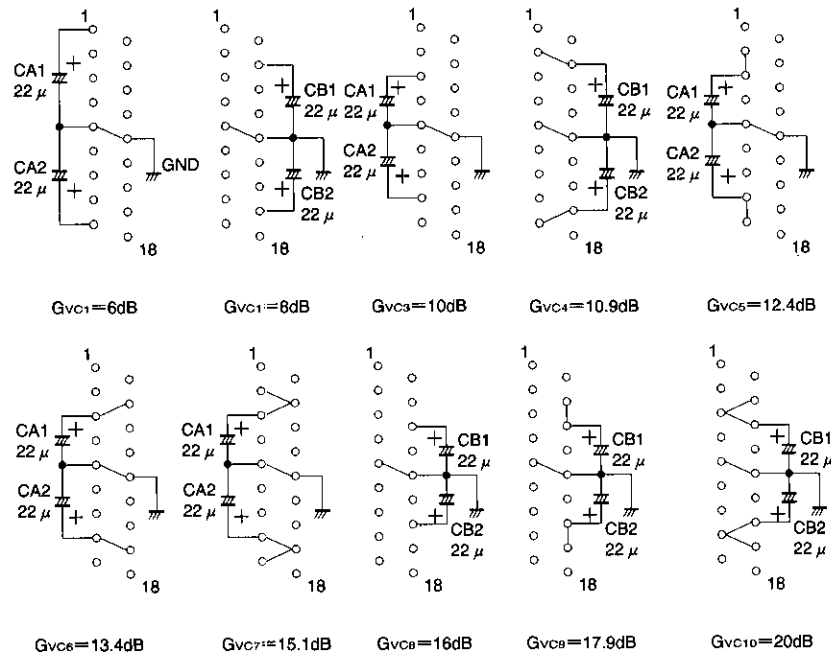 1
CA1
+
22 μ
CA2
22 μ
+
GND
18
GVC1=6dB
1
+
CB1
22 μ
CB2
+
22 μ
18
GVC1=8dB
1
CA1
+
22 μ
CA2
22 μ
+
18
GVC3=10dB
1
+
CB1
22 μ
CB2
+
22 μ
18
GVC4=10.9dB
1
CA1
+
22 μ
CA2
22 μ
+
18
GVC5=12.4dB
1
CA1
+
22 μ
CA2
22 μ
+
18
GVC6=13.4dB
1
CA1
+
22 μ
CA2
22 μ
+
18
GVC7=15.1dB
1
+
CB1
22 μ
CB2
+
22 μ
18
GVC8=16dB
1
+
CB1
22 μ
CB2
+
22 μ
18
GVC9=17.9dB
1
+
CB1
22 μ
CB2
+
22 μ
18
GVC10=20dB